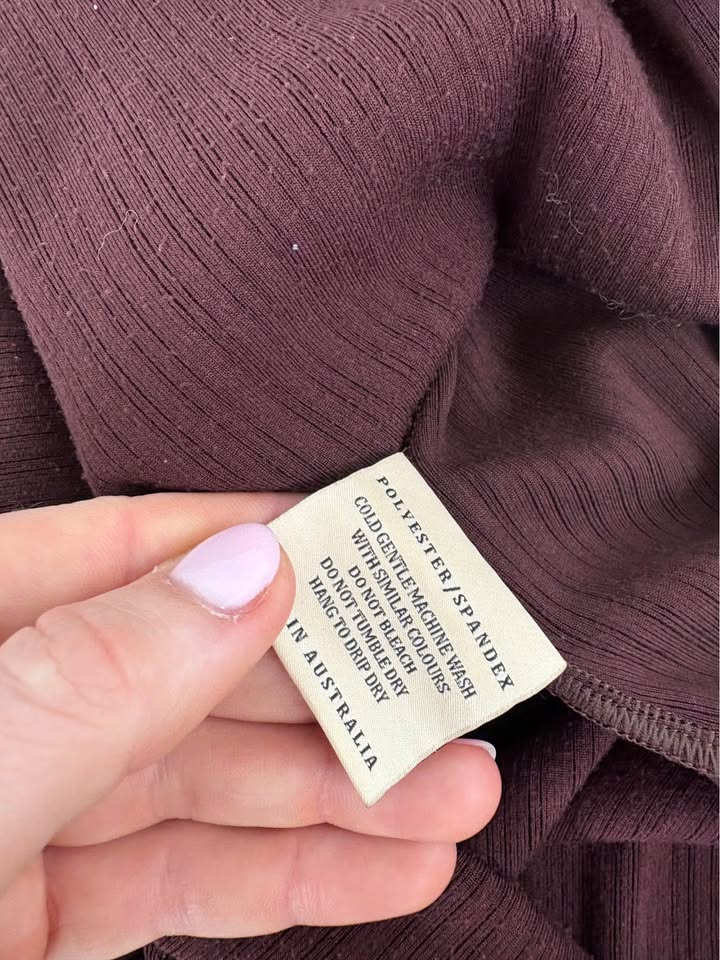 POLYESTER/SPANDEX
COLD GENTLE MACHINE WASH
WITH SIMILAR COLOURS
DO NOT BLEACH
DO NOT TUMBLE DRY
HANG TO DRIP DRY
IN AUSTRALIA